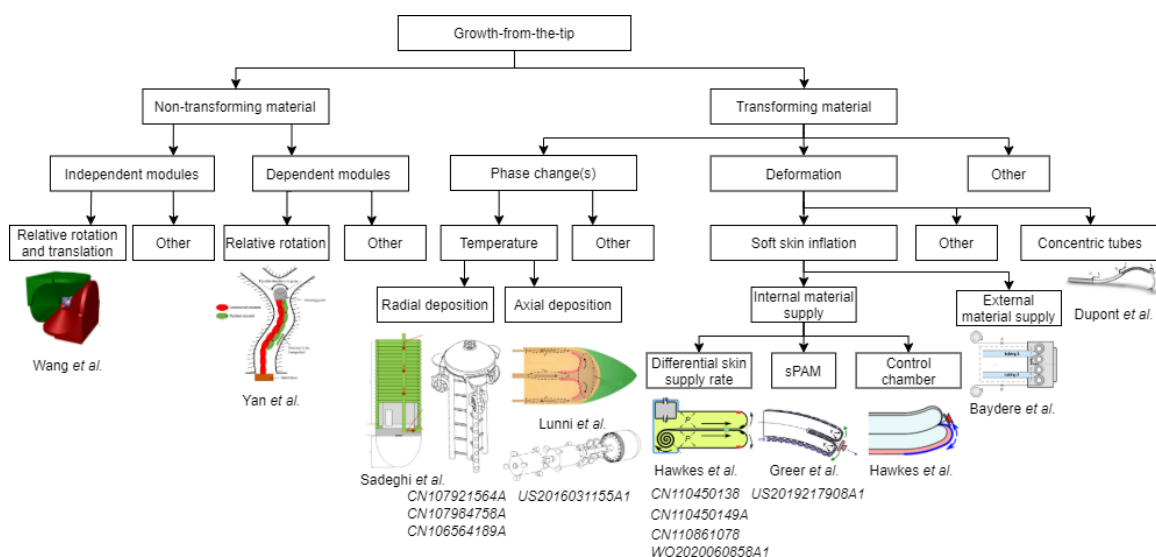 Growth-from-the-tip
Non-transforming material
Transforming material
Independent modules
Dependent modules
Phase change(s)
Deformation
Other
Relative rotation
and translation
Other
Relative rotation
Other
Temperature
Other
Soft skin inflation
Other
Concentric tubes
Radial deposition
Axial deposition
Internal material
supply
External
material supply
Dupont et al.
Wang et al.
Yan et al.
Differential skin
supply rate
sPAM
Control
chamber
Baydere et al.
Lunni et al.
Sadeghi et al.
Hawkes et al.
Greer et al.
Hawkes et al.
CN107921564A
CN107984758A
CN106564189A
US2016031155A1
CN110450138
CN110450149A
CN110861078
WO2020060858A1
US2019217908A1